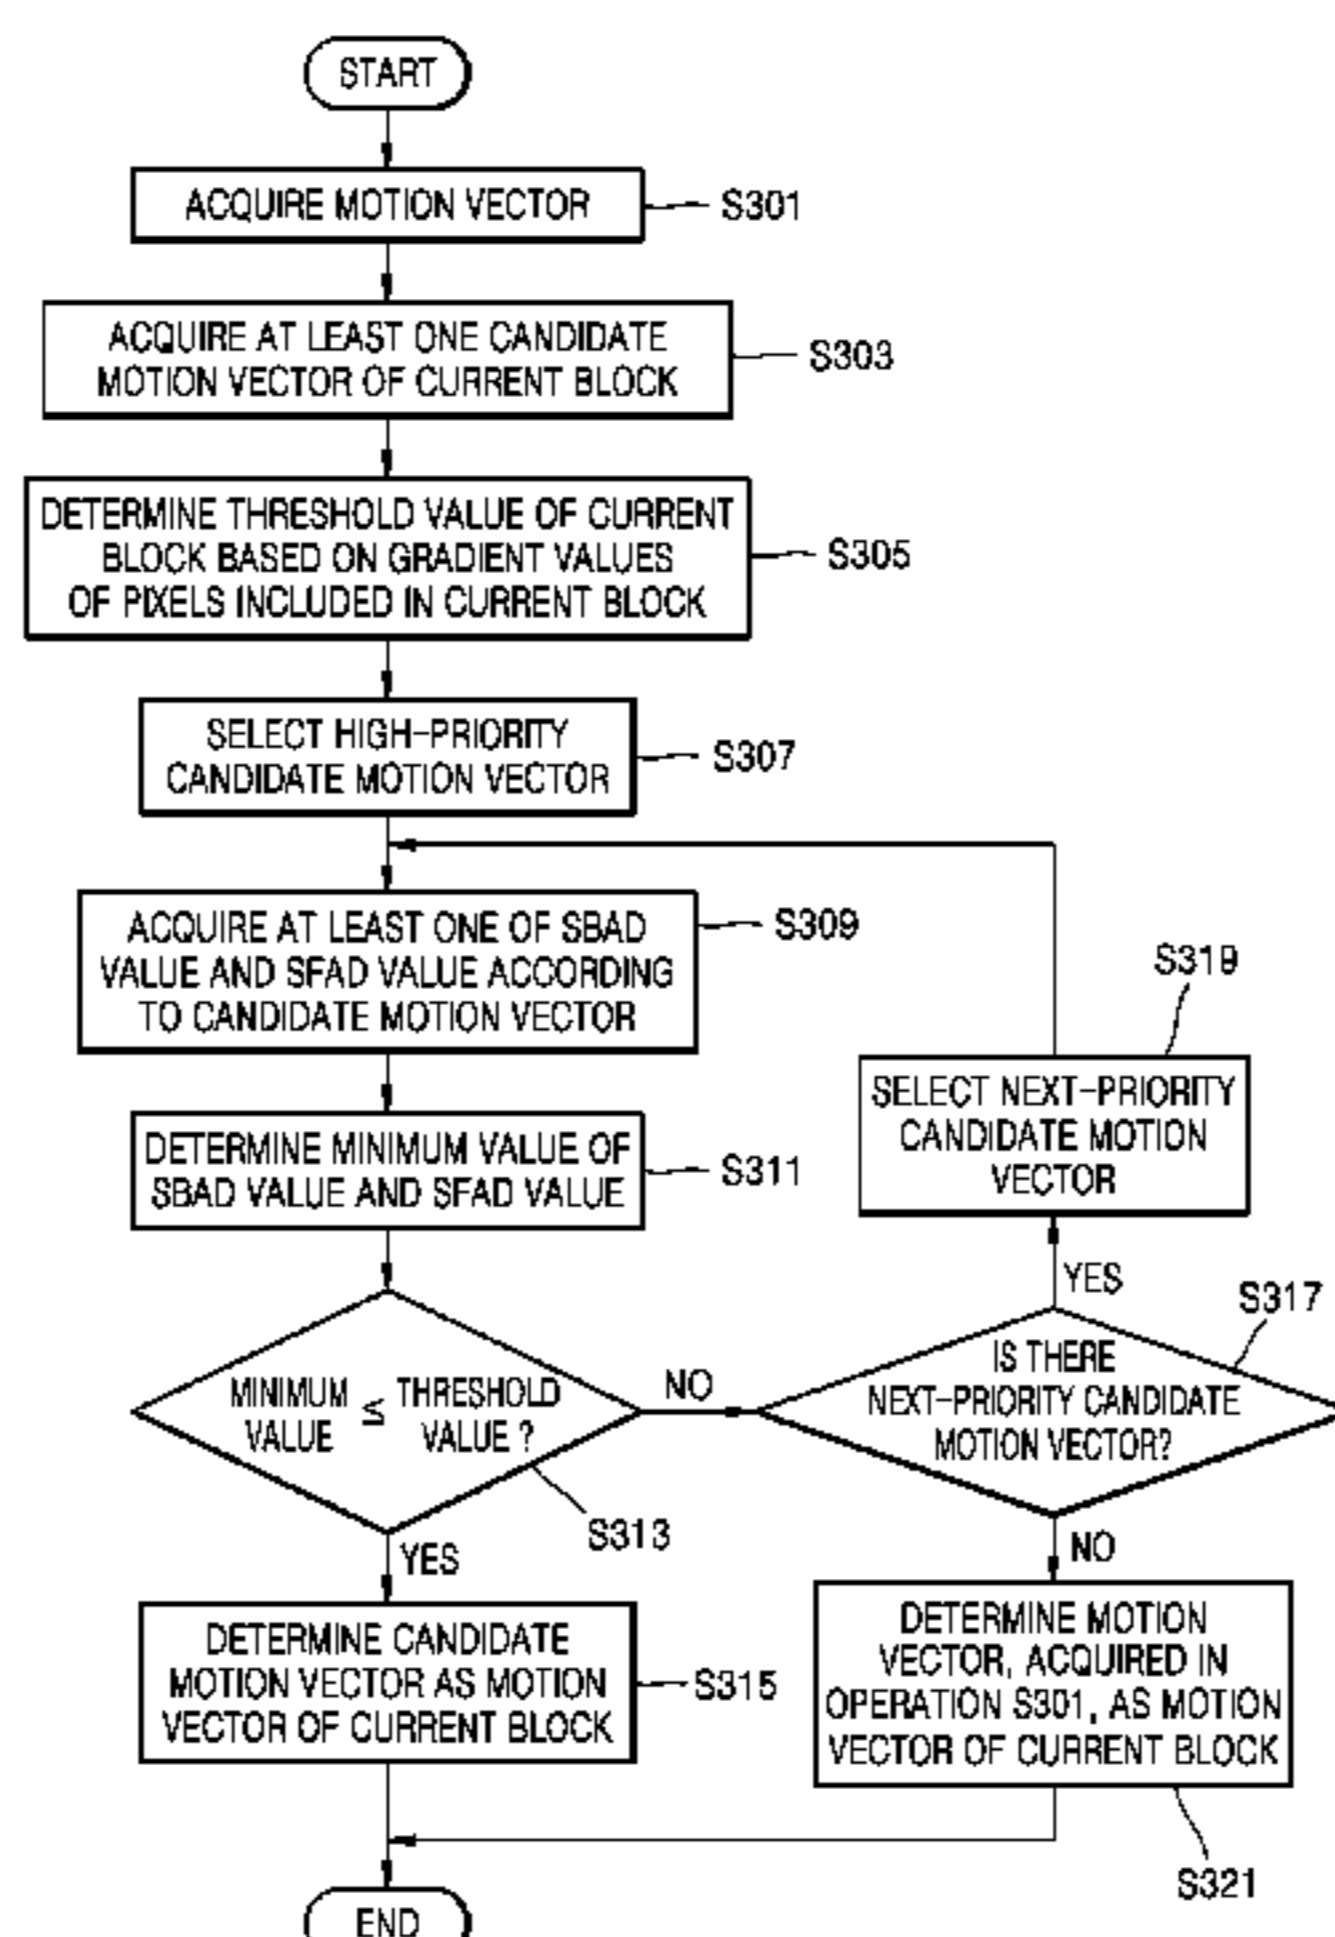 START
ACQUIRE MOTION VECTOR
S301
ACQUIRE AT LEAST ONE CANDIDATE
MOTION VECTOR OF CURRENT BLOCK
S303
DETERMINE THRESHOLD VALUE OF CURRENT
BLOCK BASED ON GRADIENT VALUES
OF PIXELS INCLUDED IN CURRENT BLOCK
S305
SELECT HIGH-PRIORITY
CANDIDATE MOTION VECTOR
S307
ACQUIRE AT LEAST ONE OF SBAD
VALUE AND SFAD VALUE ACCORDING
TO CANDIDATE MOTION VECTOR
S309
DETERMINE MINIMUM VALUE OF
SBAD VALUE AND SFAD VALUE
S311
MINIMUM VALUE ≤ THRESHOLD VALUE ?
S313
NO
YES
DETERMINE CANDIDATE
MOTION VECTOR AS MOTION
VECTOR OF CURRENT BLOCK
S315
IS THERE
NEXT-PRIORITY CANDIDATE
MOTION VECTOR?
S317
YES
SELECT NEXT-PRIORITY
CANDIDATE MOTION
VECTOR
S319
NO
DETERMINE MOTION
VECTOR, ACQUIRED IN
OPERATION S301, AS MOTION
VECTOR OF CURRENT BLOCK
S321
END